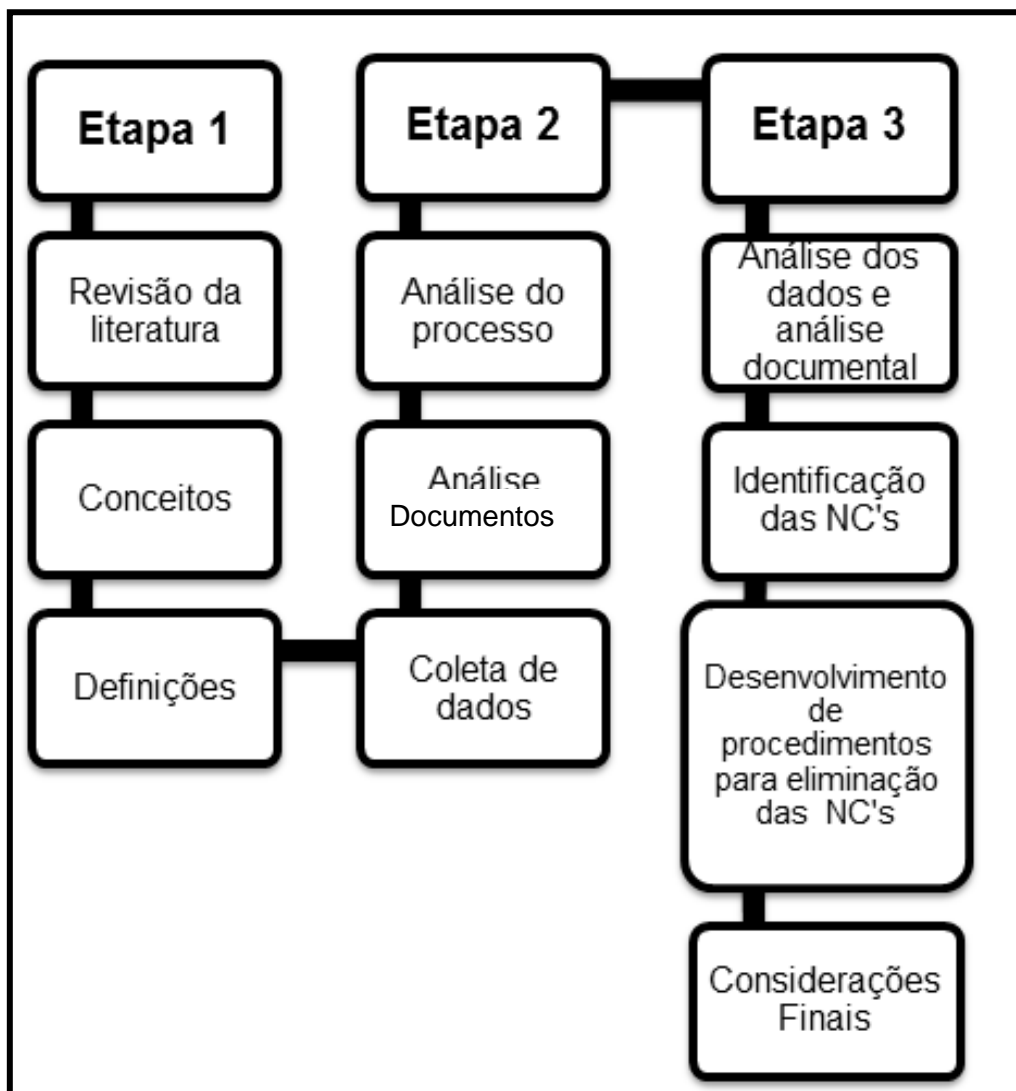 Etapa 1
Revisão da
literatura
Conceitos
Definições
Etapa 2
Análise do
processo
Análise
Documentos
Coleta de
dados
Etapa 3
Análise dos
dados e
análise
documental
Identificação
das NC's
Desenvolvimento
de
procedimentos
para eliminação
das NC's
Considerações
Finais